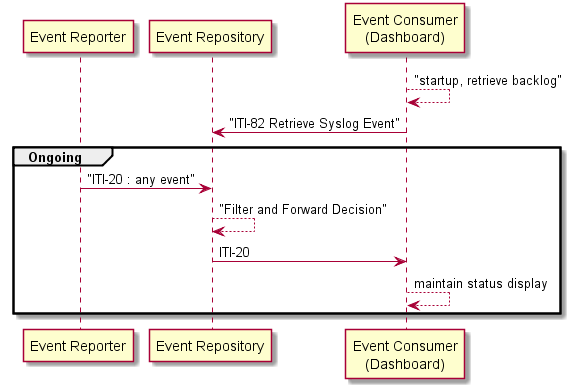 Event Reporter
Event Repository
Event Consumer
(Dashboard)
"startup, retrieve backlog"
"ITI-82 Retrieve Syslog Event"
Ongoing
"ITI-20 : any event"
"Filter and Forward Decision"
ITI-20
maintain status display
Event Reporter
Event Repository
Event Consumer
(Dashboard)